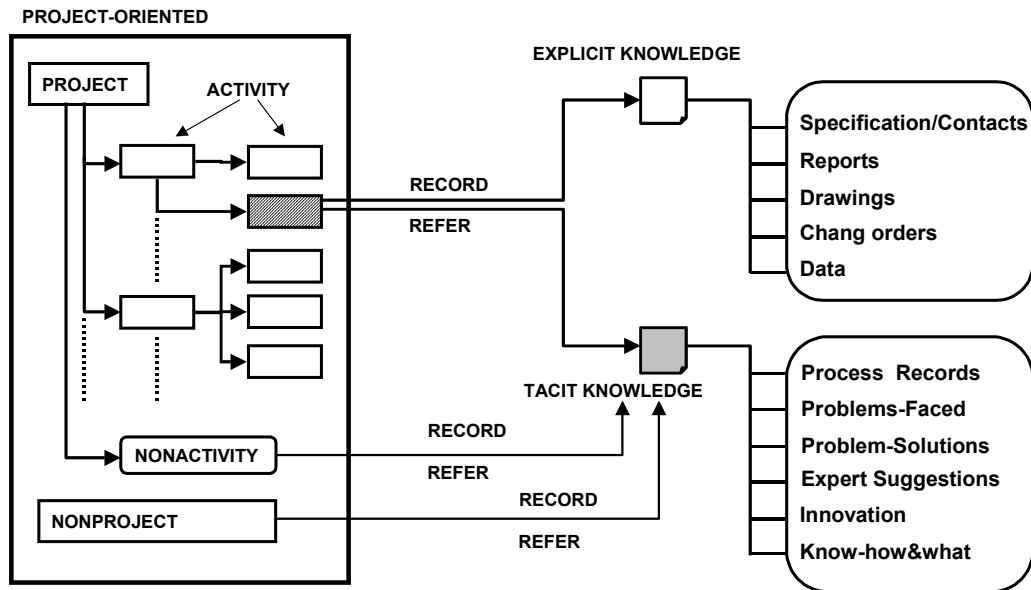 PROJECT-ORIENTED
PROJECT
ACTIVITY
NONACTIVITY
NONPROJECT
RECORD
REFER
RECORD
REFER
RECORD
REFER
EXPLICIT KNOWLEDGE
Specification/Contacts
Reports
Drawings
Chang orders
Data
TACIT KNOWLEDGE
Process Records
Problems-Faced
Problem-Solutions
Expert Suggestions
Innovation
Know-how&what